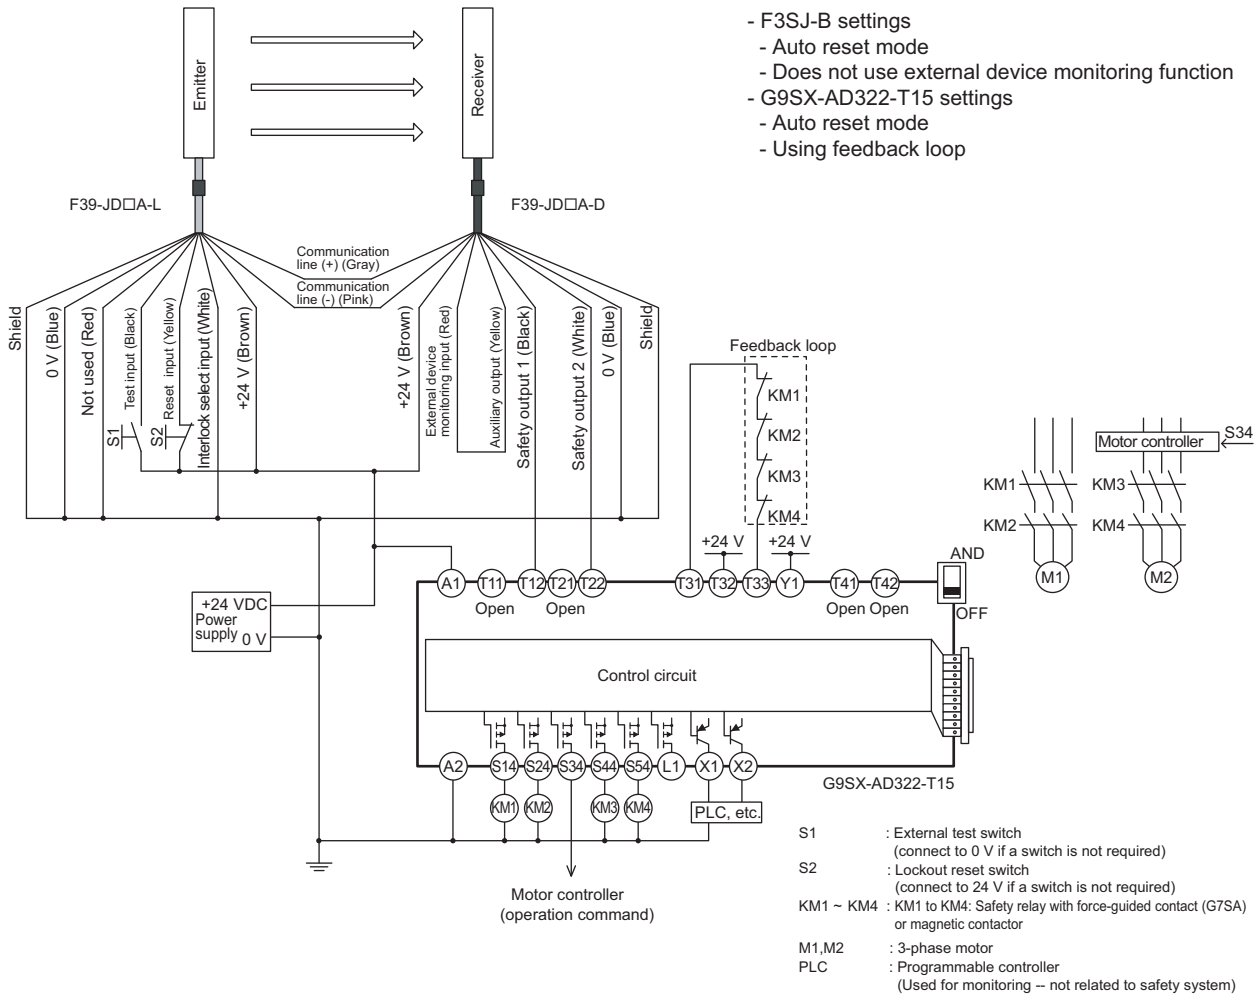 - F3SJ-B settings
- Auto reset mode
- Does not use external device monitoring function
- G9SX-AD322-T15 settings
- Auto reset mode
- Using feedback loop
Emitter
Receiver
F39-JD□A-L
F39-JD□A-D
Communication
line (+) (Gray)
Communication
line (-) (Pink)
Shield
0 V (Blue)
Not used (Red)
Test input (Black)
Reset input (Yellow)
Interlock select input (White)
+24 V (Brown)
+24 V (Brown)
External device
monitoring input (Red)
Auxiliary output (Yellow)
Safety output 1 (Black)
Safety output 2 (White)
0 V (Blue)
Shield
S1
S2
Feedback loop
KM1
KM2
KM3
KM4
+24 V
+24 V
Motor controller
S34
KM1
KM2
KM3
KM4
M1
M2
A1
T11
T12
T21
T22
T31
T32
T33
Y1
T41
T42
Open
Open
Open
Open
AND
OFF
+24 VDC
Power
supply
0 V
Control circuit
A2
S14
S24
S34
S44
S54
L1
X1
X2
G9SX-AD322-T15
KM1
KM2
KM3
KM4
PLC, etc.
Motor controller
(operation command)
S1 : External test switch
(connect to 0 V if a switch is not required)
S2 : Lockout reset switch
(connect to 24 V if a switch is not required)
KM1 ~ KM4 : KM1 to KM4: Safety relay with force-guided contact (G7SA)
or magnetic contactor
M1,M2 : 3-phase motor
PLC : Programmable controller
(Used for monitoring -- not related to safety system)